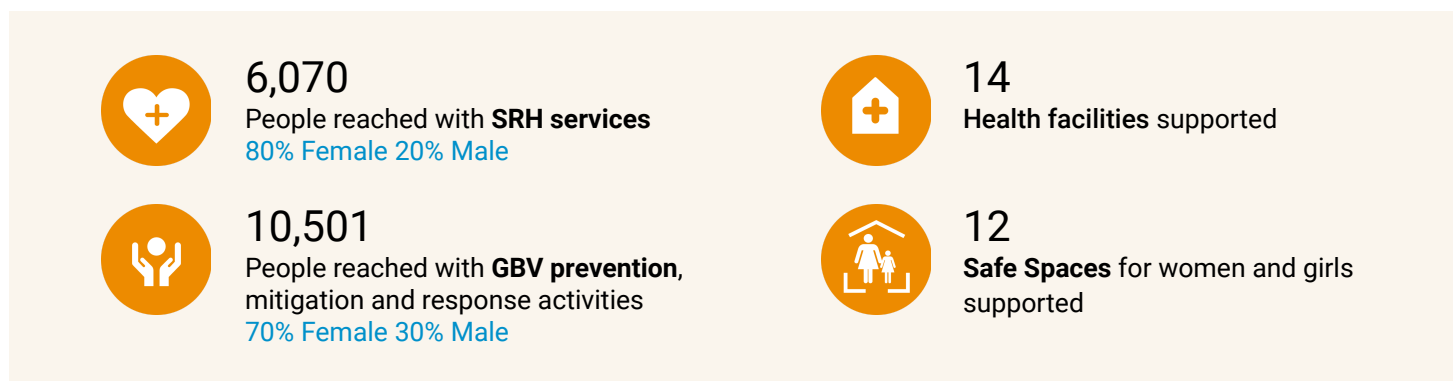 6,070
People reached with SRH services
80% Female 20% Male
14
Health facilities supported
10,501
People reached with GBV prevention,
mitigation and response activities
70% Female 30% Male
12
Safe Spaces for women and girls
supported